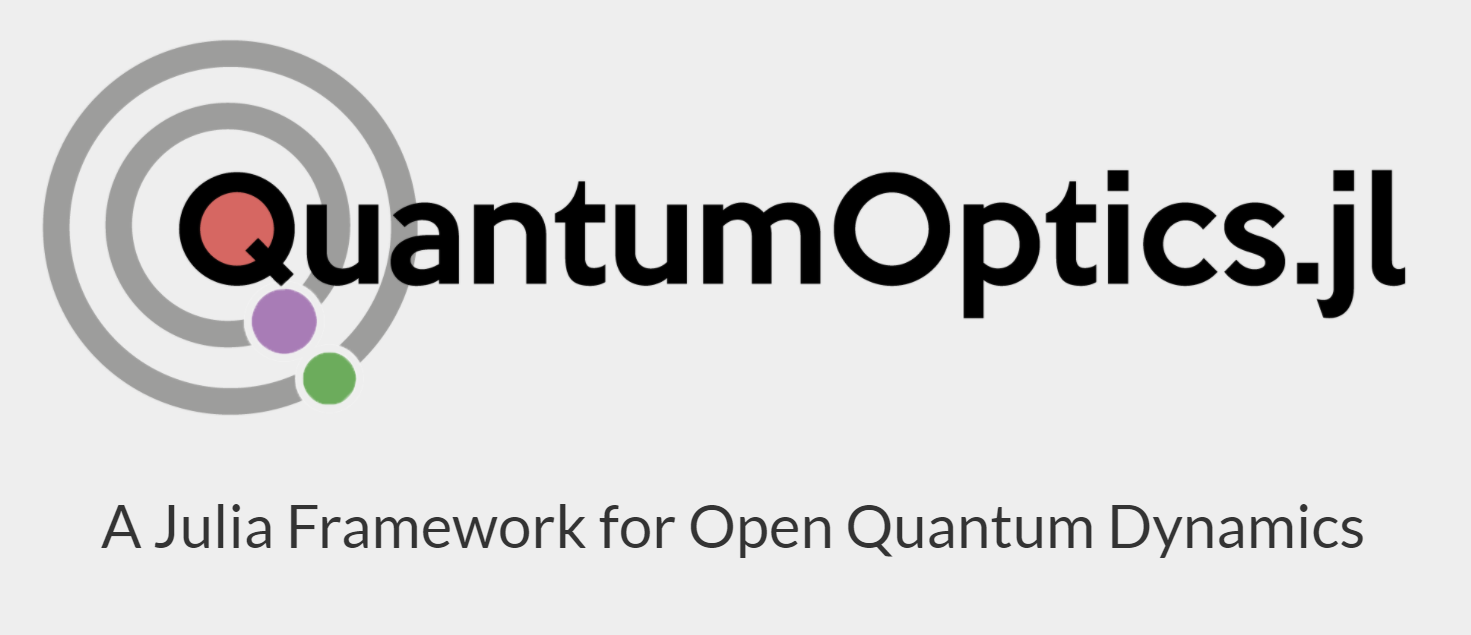 QuantumOptics.jl
A Julia Framework for Open Quantum Dynamics